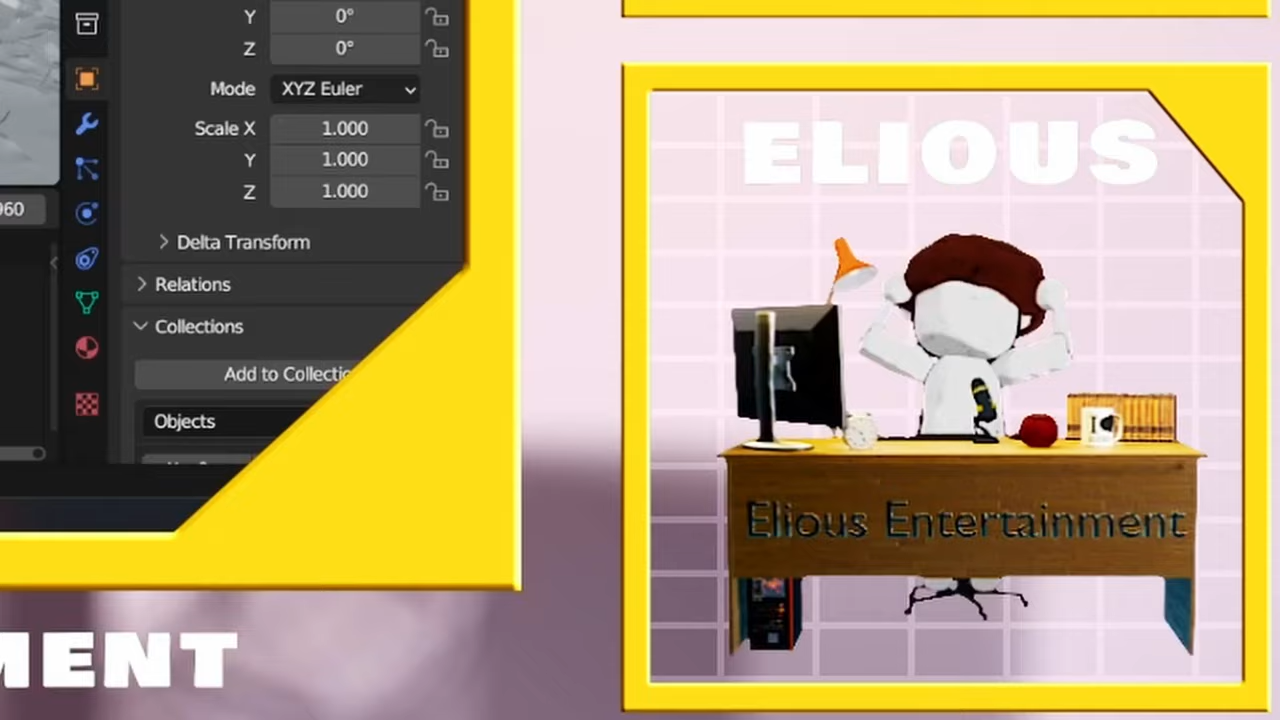 Y 0°
Z 0°
Mode XYZ Euler
Scale X 1.000
Y 1.000
Z 1.000
960
Delta Transform
Relations
Collections
Add to Collectio
Objects
MENT
ELIOUS
I
Elious Entertainment